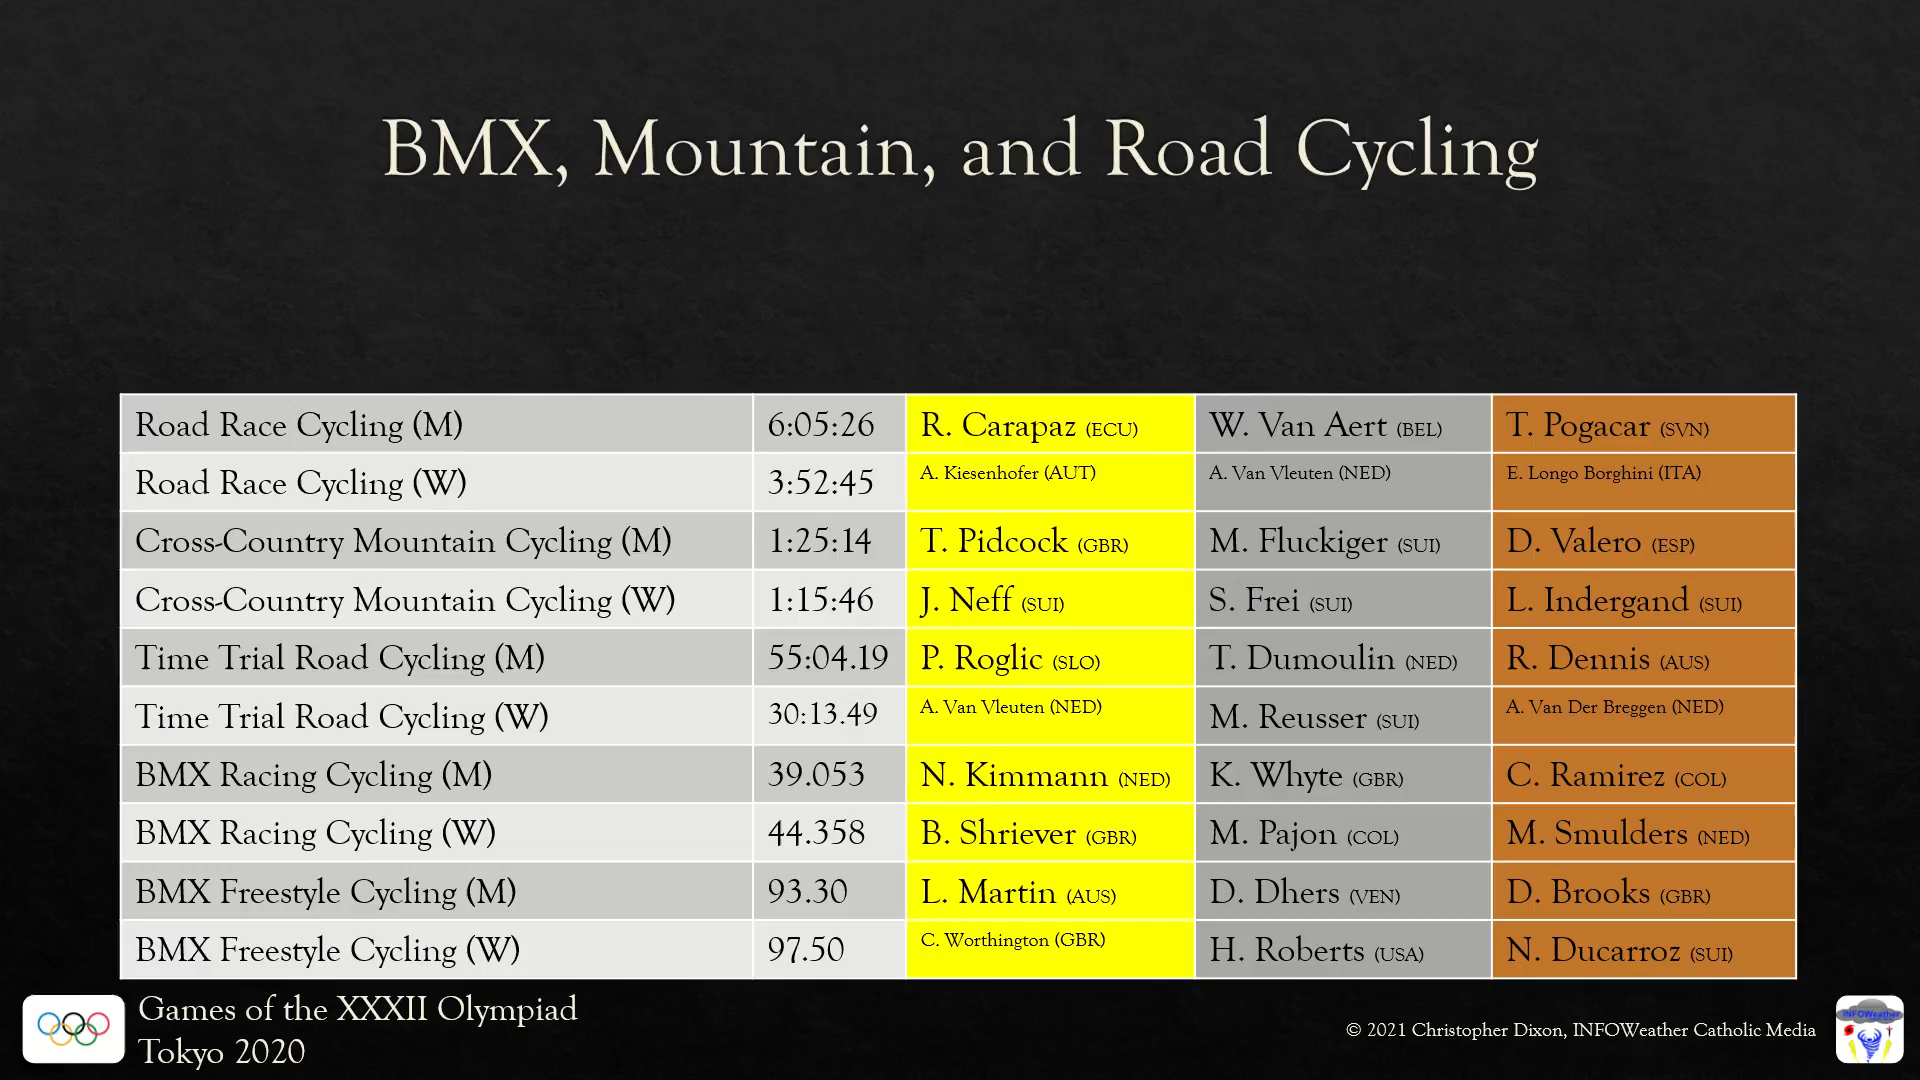 BMX, Mountain, and Road Cycling
Road Race Cycling (M) 6:05:26 R. Carapaz (ECU) W. Van Aert (BEL) T. Pogacar (SVN)
Road Race Cycling (W) 3:52:45 A. Kiesenhofer (AUT) A. Van Vleuten (NED) E. Longo Borghini (ITA)
Cross-Country Mountain Cycling (M) 1:25:14 T. Pidcock (GBR) M. Fluckiger (SUI) D. Valero (ESP)
Cross-Country Mountain Cycling (W) 1:15:46 J. Neff (SUI) S. Frei (SUI) L. Indergand (SUI)
Time Trial Road Cycling (M) 55:04.19 P. Roglic (SLO) T. Dumoulin (NED) R. Dennis (AUS)
Time Trial Road Cycling (W) 30:13.49 A. Van Vleuten (NED) M. Reusser (SUI) A. Van Der Breggen (NED)
BMX Racing Cycling (M) 39.053 N. Kimmann (NED) K. Whyte (GBR) C. Ramirez (COL)
BMX Racing Cycling (W) 44.358 B. Shriever (GBR) M. Pajon (COL) M. Smulders (NED)
BMX Freestyle Cycling (M) 93.30 L. Martin (AUS) D. Dhers (VEN) D. Brooks (GBR)
BMX Freestyle Cycling (W) 97.50 C. Worthington (GBR) H. Roberts (USA) N. Ducarroz (SUI)
Games of the XXXII Olympiad
Tokyo 2020
© 2021 Christopher Dixon, INFOWeather Catholic Media
INFOWeather